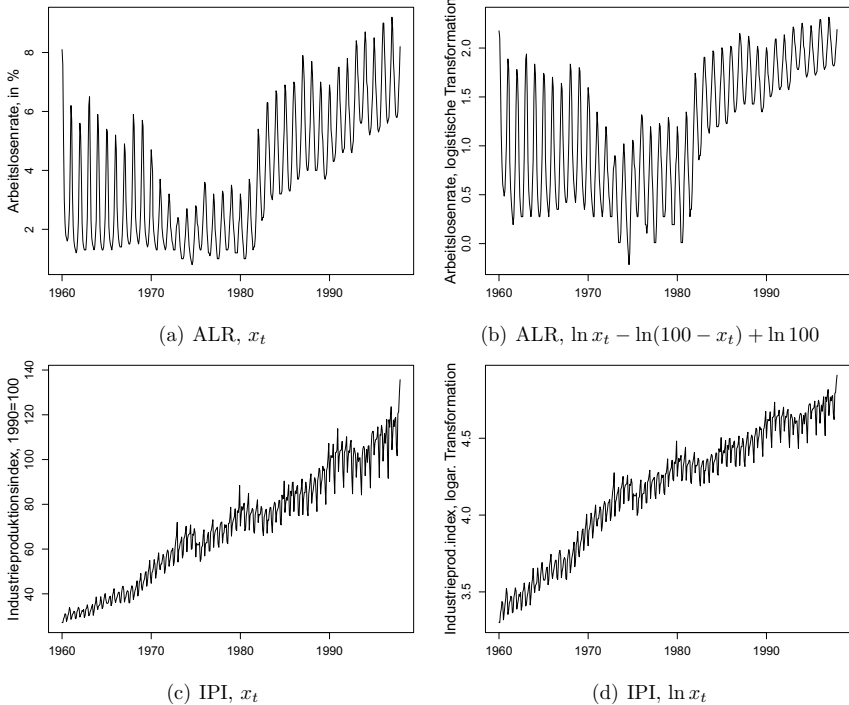 Arbeitslosenrate, in %
8
6
4
2
1960 1970 1980 1990
(a) ALR, x_t
Arbeitslosenrate, logistische Transformation
2.0
1.5
1.0
0.5
0.0
1960 1970 1980 1990
(b) ALR, ln x_t − ln(100 − x_t) + ln 100
Industrieproduktionsindex, 1990=100
140
120
100
80
60
40
1960 1970 1980 1990
(c) IPI, x_t
Industrieprod.index, logar. Transformation
4.5
4.0
3.5
1960 1970 1980 1990
(d) IPI, ln x_t